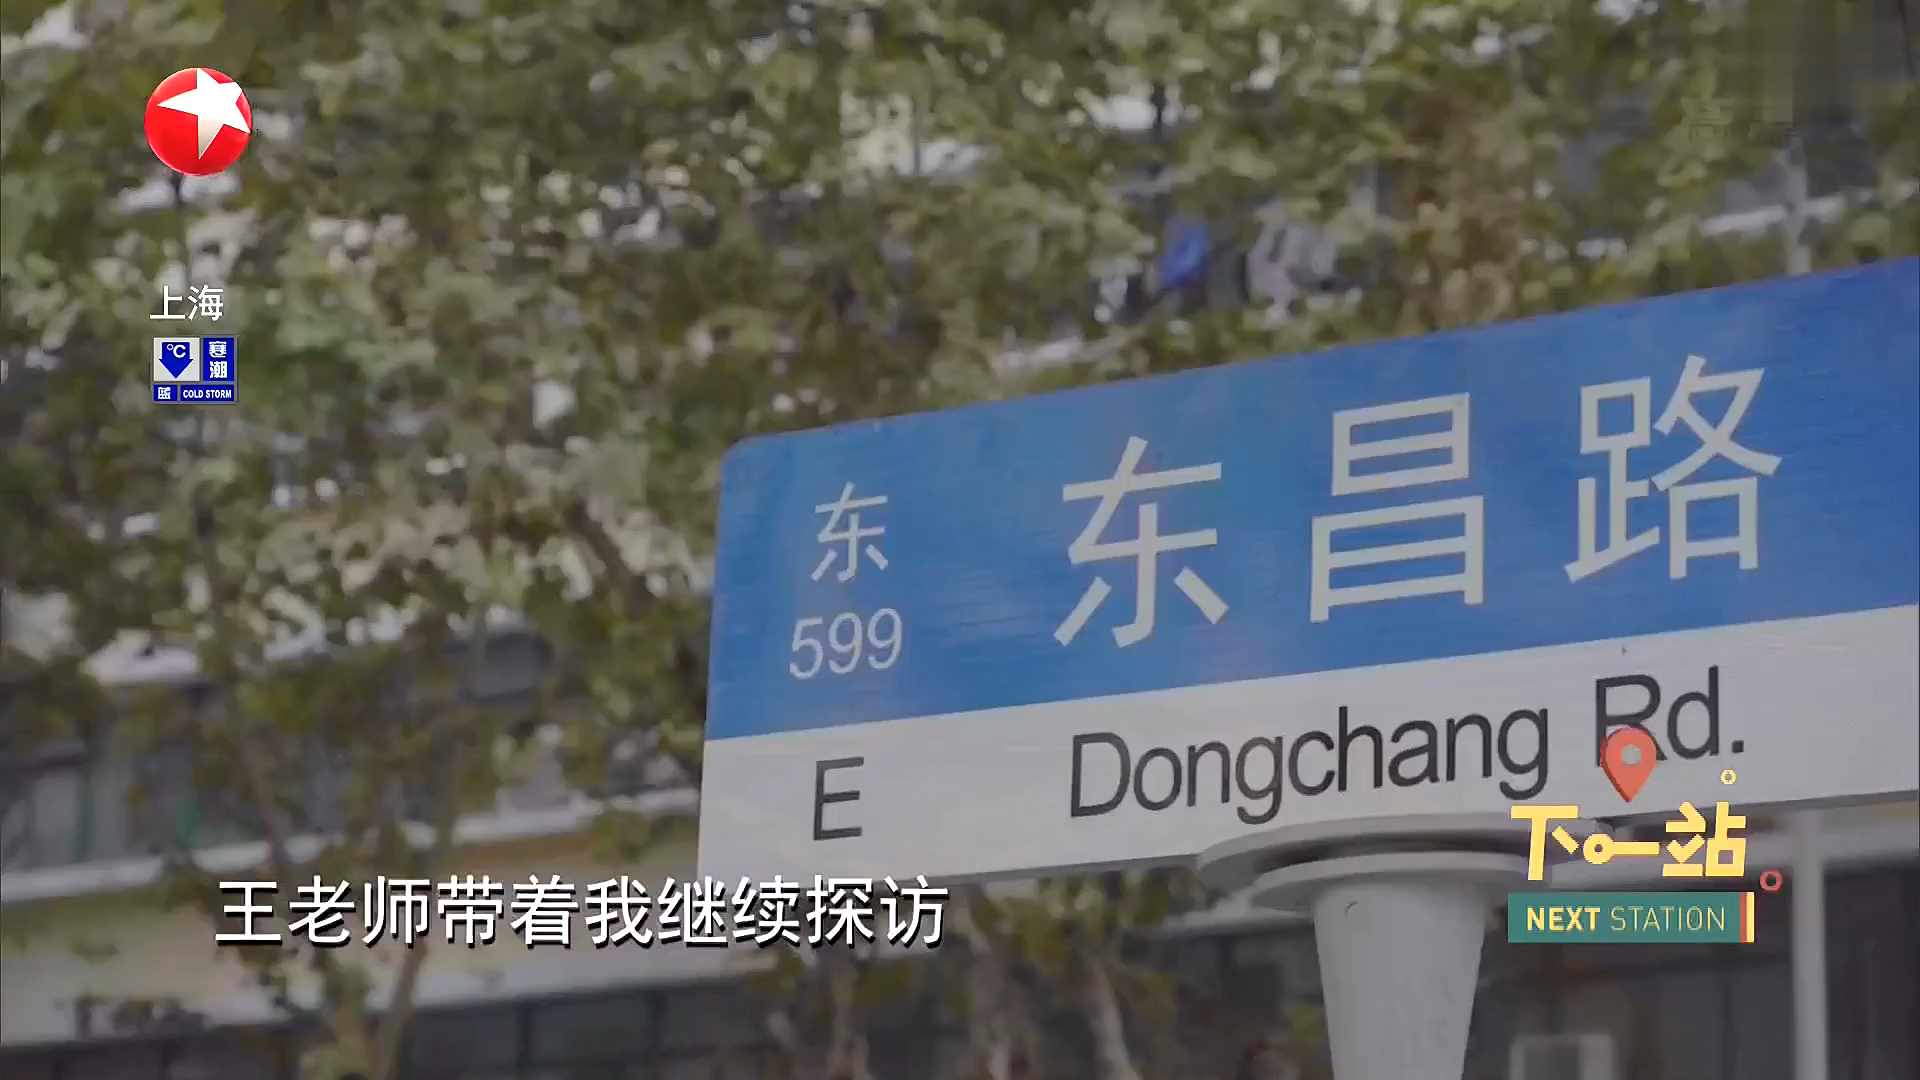 上海
℃
寒潮
蓝 COLD STORM
东 东昌路
599
E Dongchang Rd.
下一站
NEXT STATION
王老师带着我继续探访